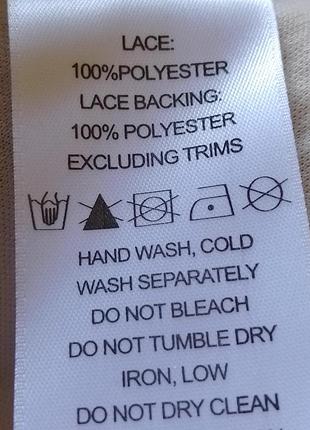 LACE:
100%POLYESTER
LACE BACKING:
100% POLYESTER
EXCLUDING TRIMS
HAND WASH, COLD
WASH SEPARATELY
DO NOT BLEACH
DO NOT TUMBLE DRY
IRON, LOW
DO NOT DRY CLEAN